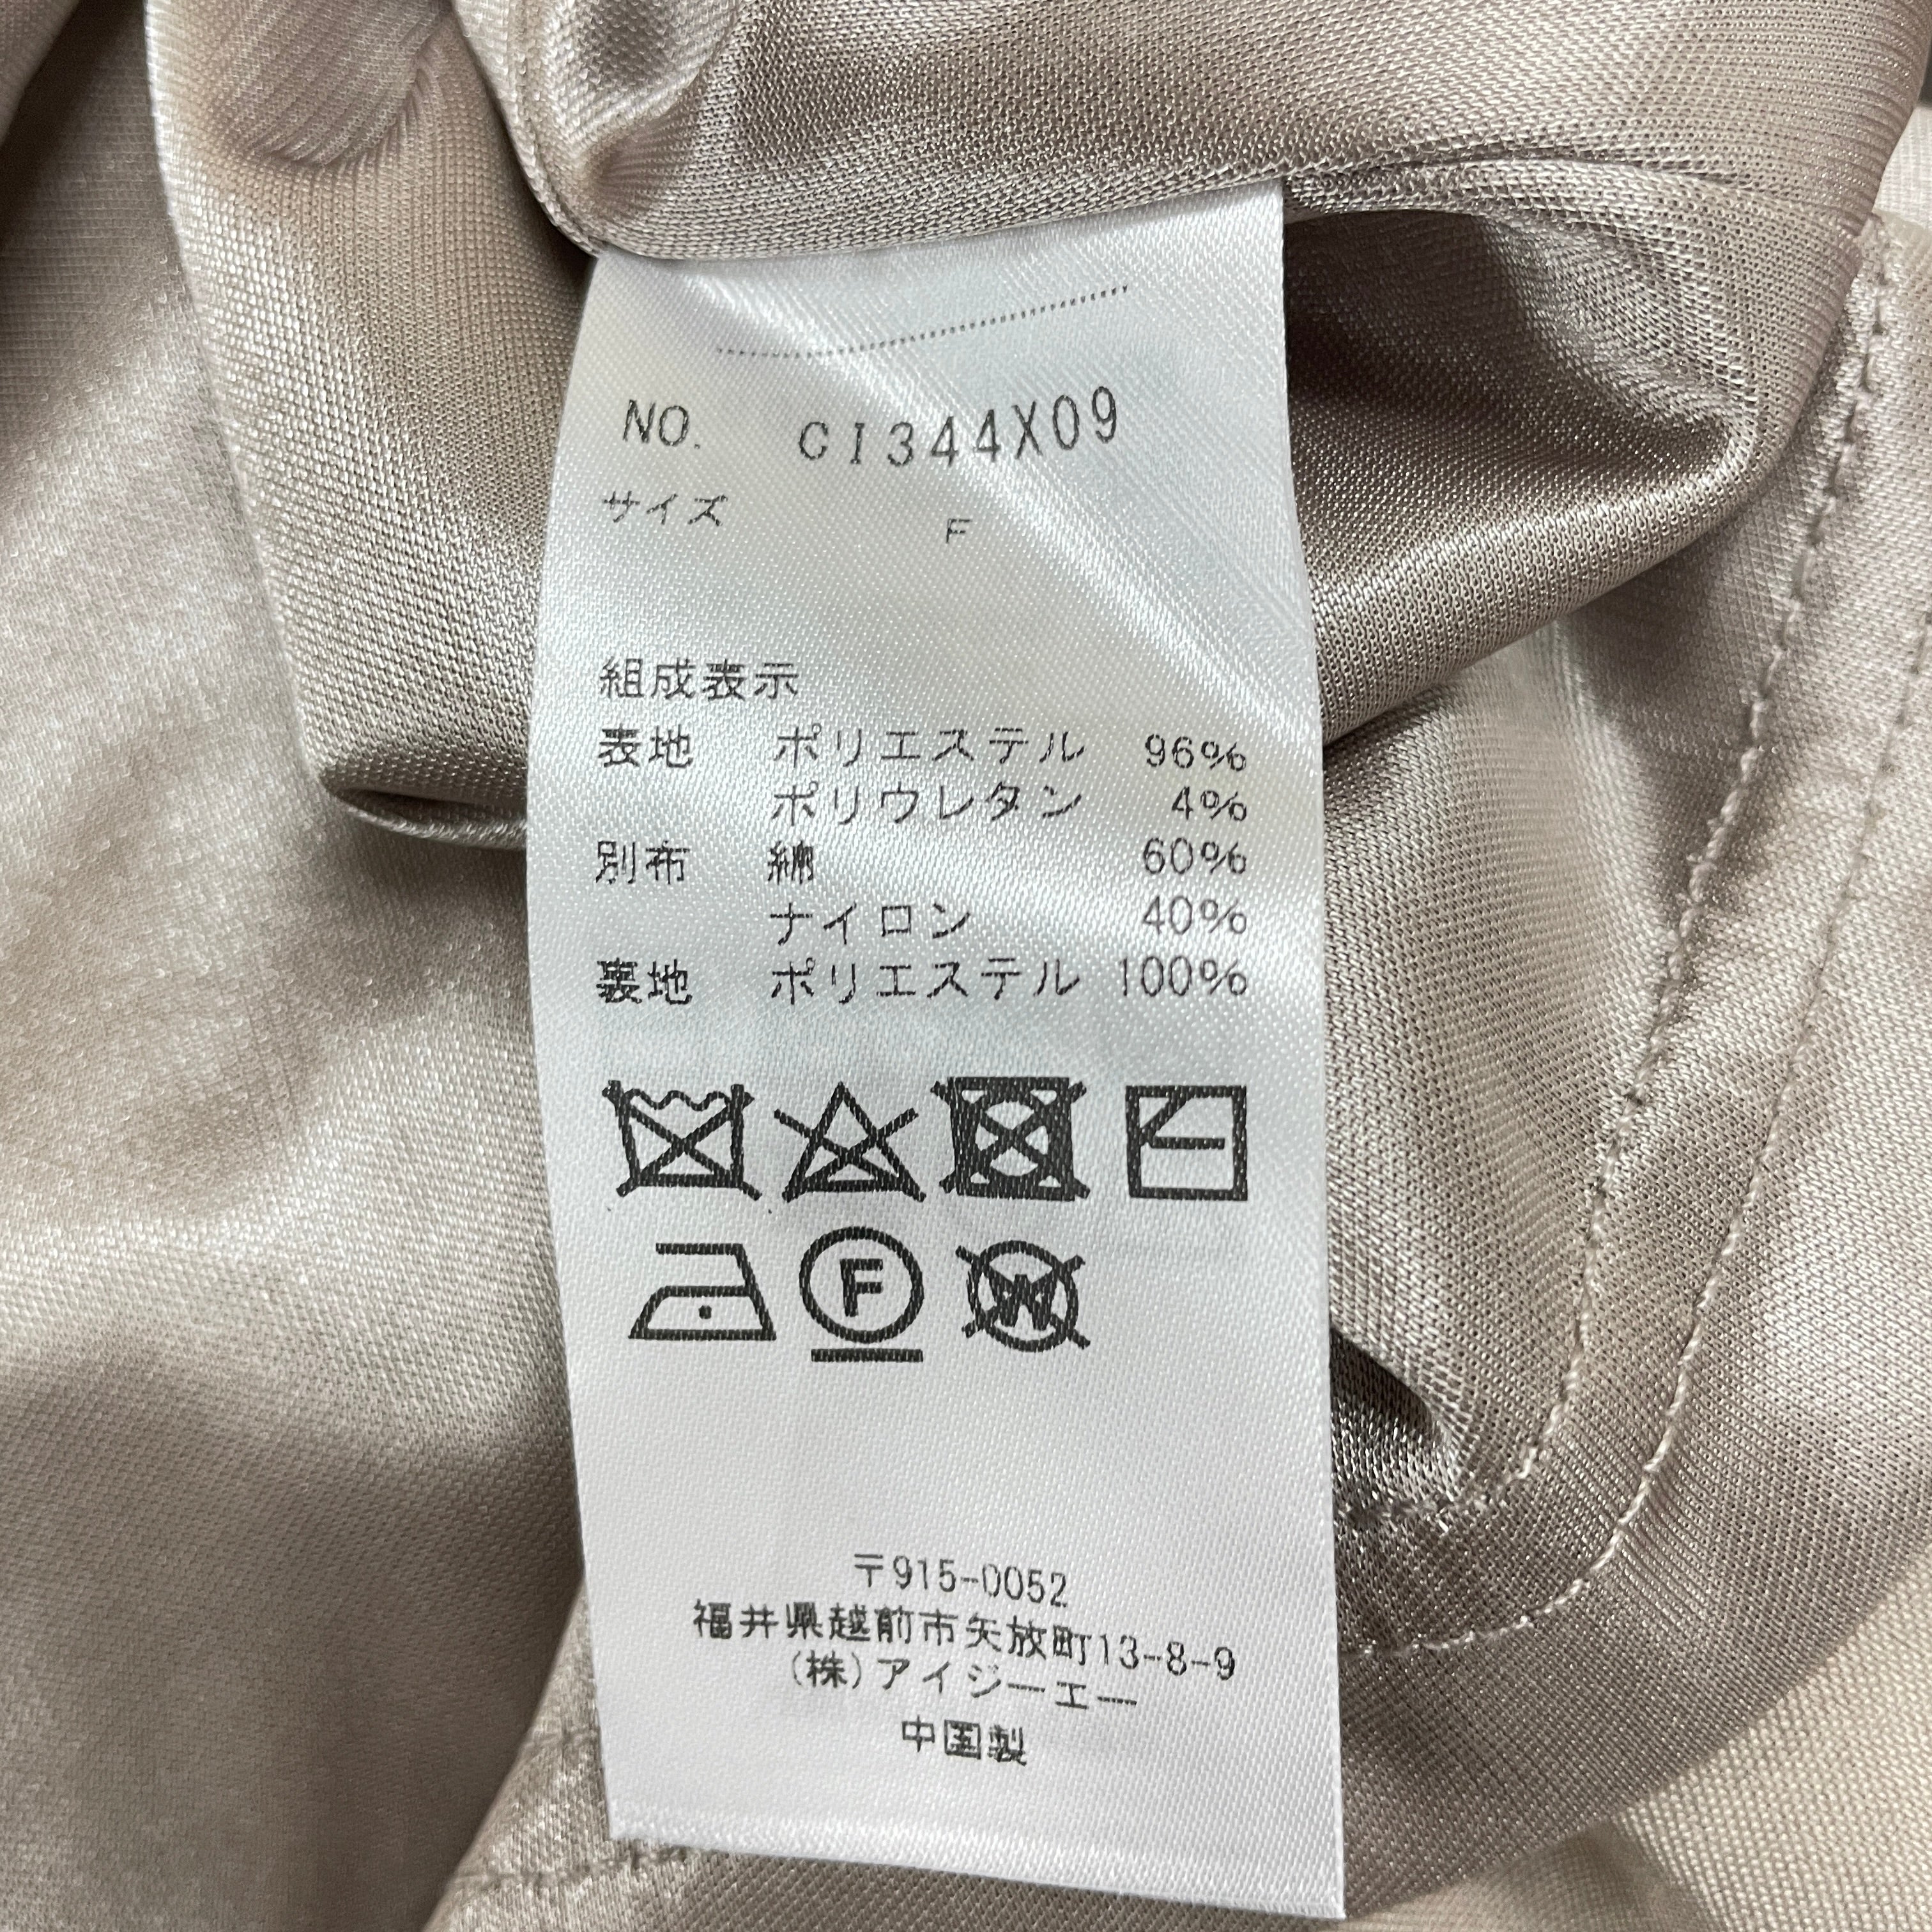 NO. CI344X09
サイズ F
組成表示
表地 ポリエステル 96%
ポリウレタン 4%
別布 綿 60%
ナイロン 40%
裏地 ポリエステル 100%
F
W
〒915-0052
福井県越前市矢放町13-8-9
(株)アイジーエー
中国製